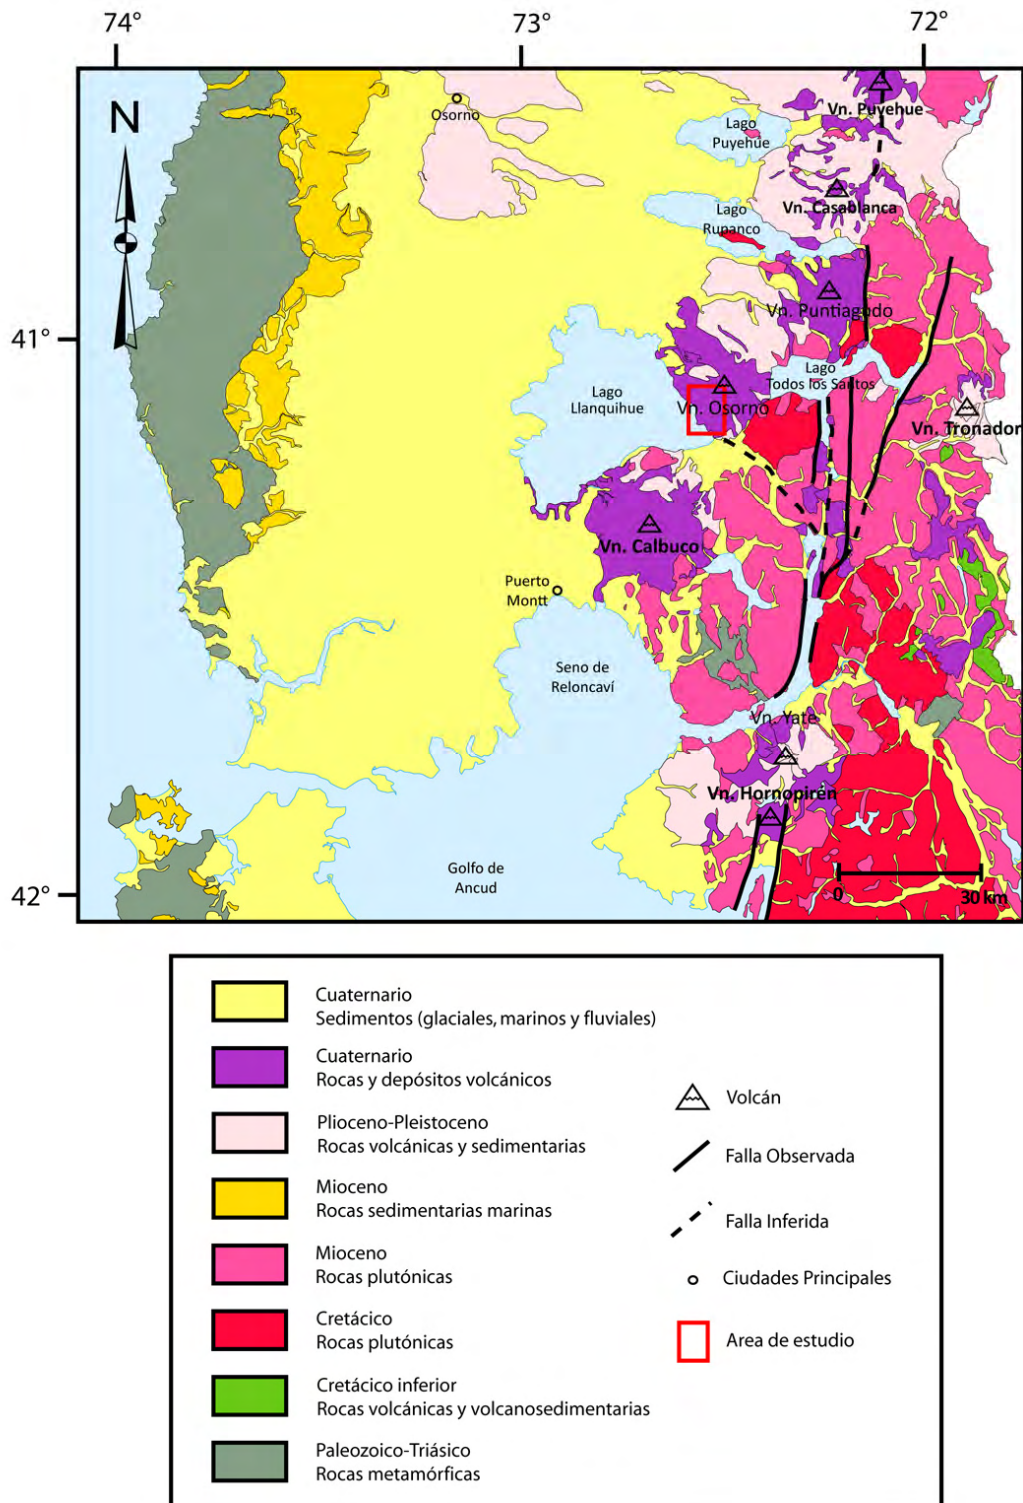 74°
73°
72°
N
Osorno
Vn. Puyehue
Lago
Puyehue
Vn. Casablanca
Lago
Rupanco
Vn. Puntiagudo
41°
Lago
Todos los Santos
Lago
Llanquihue
Vn. Osorno
Vn. Tronador
Vn. Calbuco
Puerto
Montt
Seno de
Reloncaví
Vn. Yate
Vn. Hornopirén
Golfo de
Ancud
42°
0
30 km
Cuaternario
Sedimentos (glaciales, marinos y fluviales)
Cuaternario
Rocas y depósitos volcánicos
Plioceno-Pleistoceno
Rocas volcánicas y sedimentarias
Mioceno
Rocas sedimentarias marinas
Mioceno
Rocas plutónicas
Cretácico
Rocas plutónicas
Cretácico inferior
Rocas volcánicas y volcanosedimentarias
Paleozoico-Triásico
Rocas metamórficas
Volcán
Falla Observada
Falla Inferida
Ciudades Principales
Area de estudio